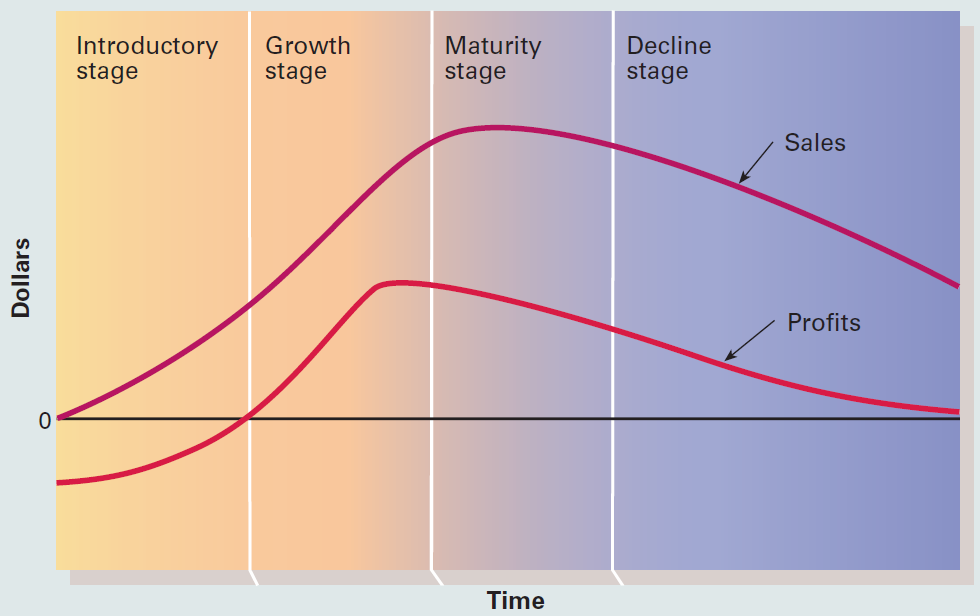 Introductory
stage
Growth
stage
Maturity
stage
Decline
stage
Sales
Profits
Dollars
0
Time